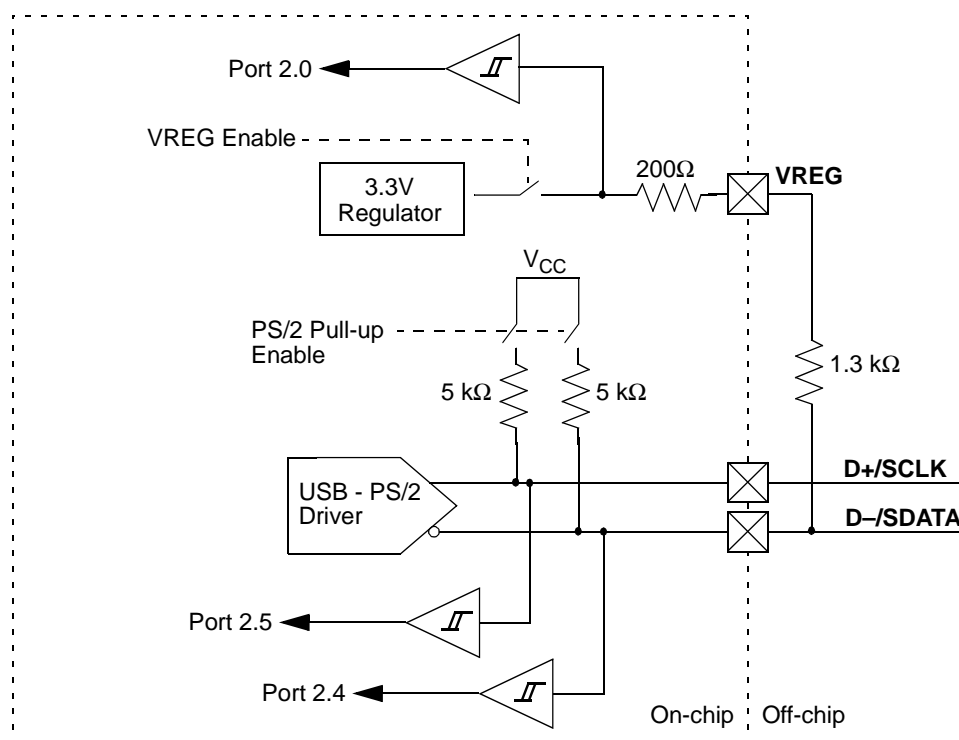 Port 2.0
VREG Enable
3.3V
Regulator
200Ω
VREG
VCC
PS/2 Pull-up
Enable
5 kΩ
5 kΩ
1.3 kΩ
USB - PS/2
Driver
D+/SCLK
D–/SDATA
Port 2.5
Port 2.4
On-chip
Off-chip